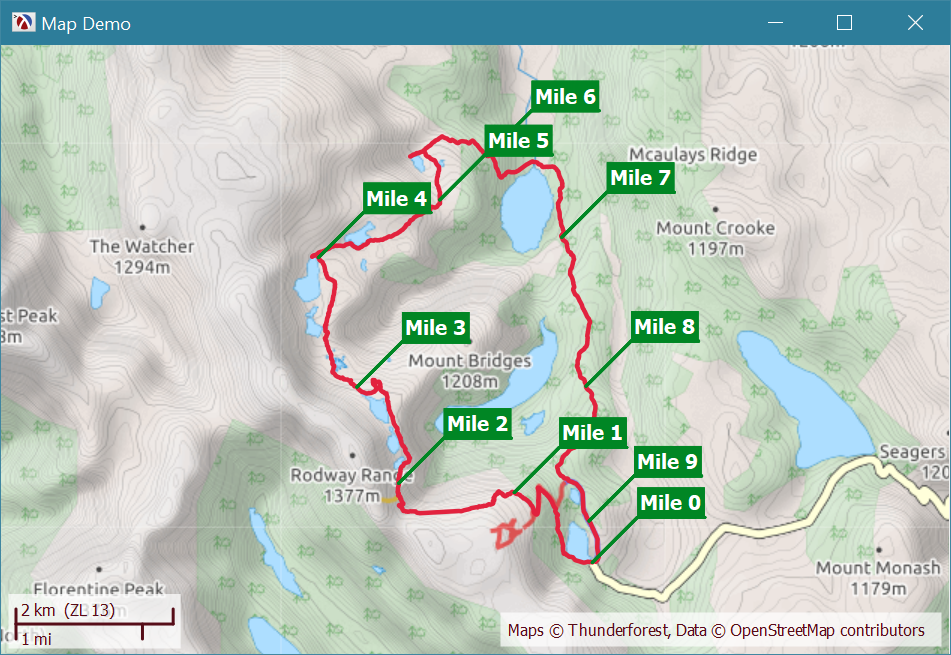 Map Demo
Mile 6
Mile 5
Mcaulays Ridge
Mile 7
Mile 4
Mount Crooke
1197m
The Watcher
1294m
st Peak
3m
Mile 3
Mile 8
Mount Bridges
1208m
Mile 2
Mile 1
Seagers
120
Mile 9
Rodway Range
1377m
Mile 0
Mount Monash
1179m
Florentine Peak
2 km (ZL 13)
1 mi
Maps © Thunderforest, Data © OpenStreetMap contributors